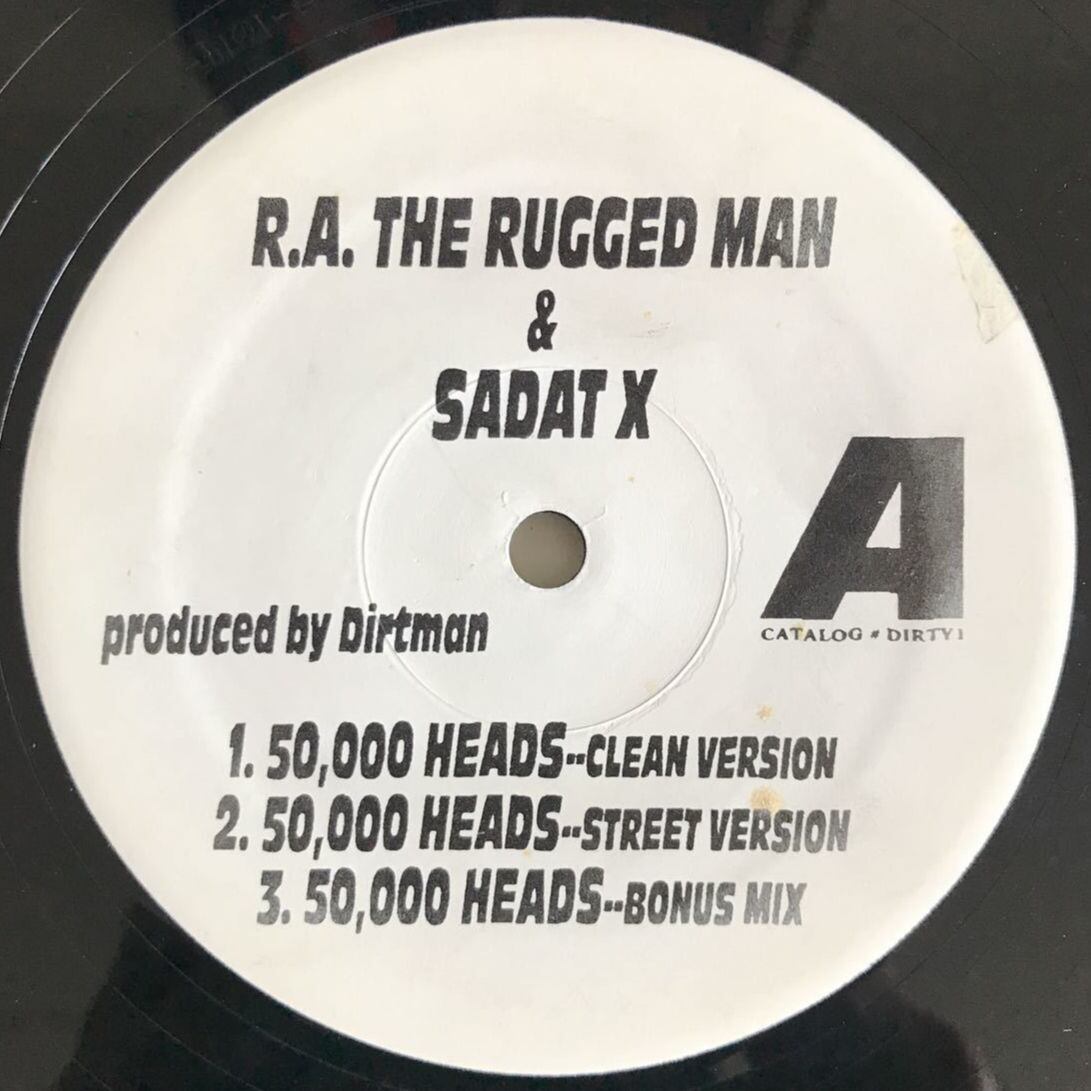 R.A. THE RUGGED MAN
&
SADAT X
A
CATALOG # DIRTY1
produced by Dirtman
1. 50,000 HEADS--CLEAN VERSION
2. 50,000 HEADS--STREET VERSION
3. 50,000 HEADS--BONUS MIX